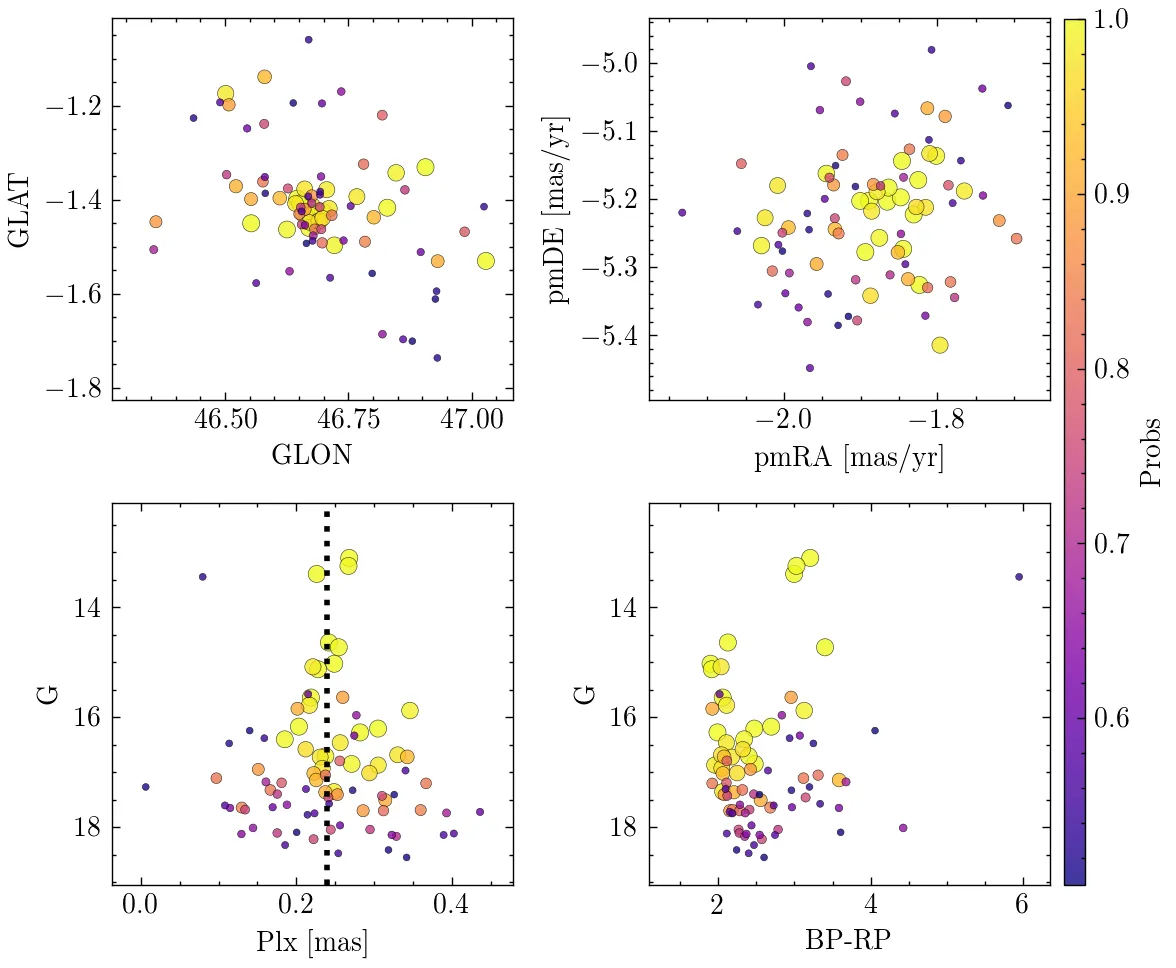 −1.2
−1.4
−1.6
−1.8
GLAT
46.50 46.75 47.00
GLON
−5.0
−5.1
−5.2
−5.3
−5.4
pmDE [mas/yr]
−2.0 −1.8
pmRA [mas/yr]
1.0
0.9
0.8
0.7
0.6
Probs
14
16
18
G
0.0 0.2 0.4
Plx [mas]
14
16
18
G
2 4 6
BP-RP